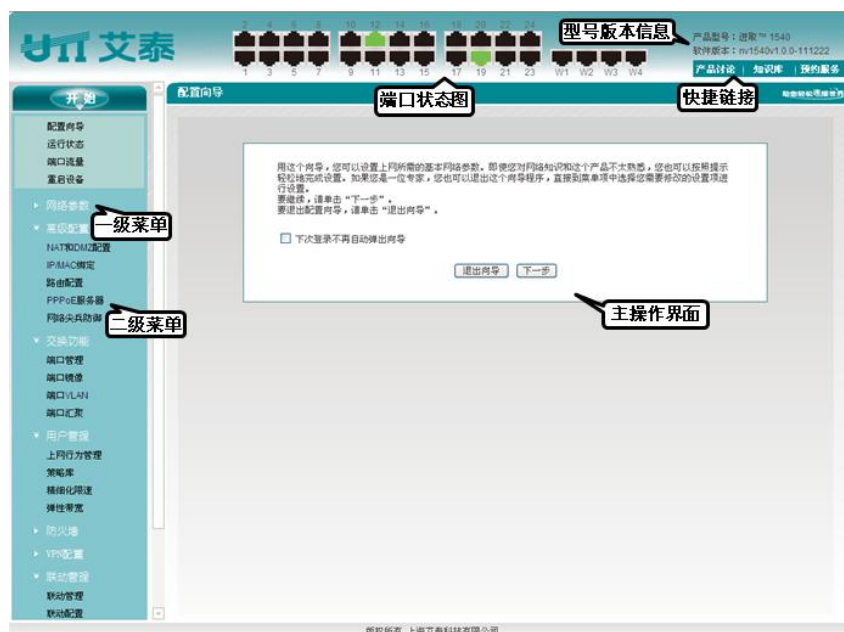 UTT 艾泰
2 4 6 8 10 12 14 16 18 20 22 24
1 3 5 7 9 11 13 15 17 19 21 23 W1 W2 W3 W4
型号版本信息
产品型号：进取™ 1540
软件版本：nv1540v1.0.0-111222
产品讨论 | 知识库 | 预约服务
端口状态图
快捷链接
开始
配置向导
配置向导
运行状态
端口流量
重启设备
网络参数
一级菜单
高级配置
NAT和DMZ配置
IP/MAC绑定
路由配置
PPPoE服务器
网络尖兵防御
二级菜单
交换功能
端口管理
端口镜像
端口VLAN
端口汇聚
用户管理
上网行为管理
策略库
精细化限速
弹性带宽
防火墙
VPN配置
联动管理
联动管理
联动配置
用这个向导，您可以设置上网所需的基本网络参数。即使您对网络知识和这个产品不太熟悉，您也可以按照提示
轻松地完成设置。如果您是一位专家，您也可以退出这个向导程序，直接到菜单项中选择您需要修改的设置项进
行设置。
要继续，请单击“下一步”。
要退出配置向导，请单击“退出向导”。
下次登录不再自动弹出向导
退出向导 下一步
主操作界面
版权所有 上海艾泰科技有限公司